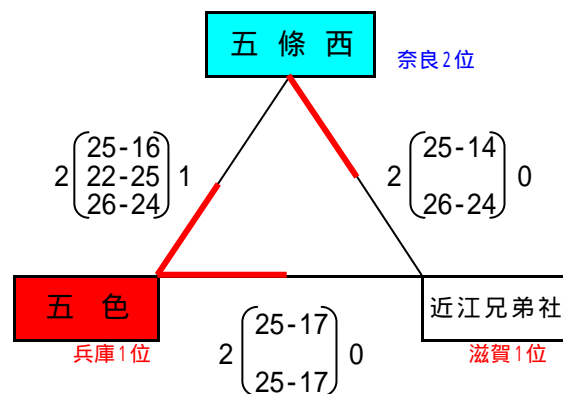 五條西
奈良2位
2 25-16 1
22-25
26-24
2 25-14 0
26-24
五色
近江兄弟社
兵庫1位
滋賀1位
2 25-17 0
25-17